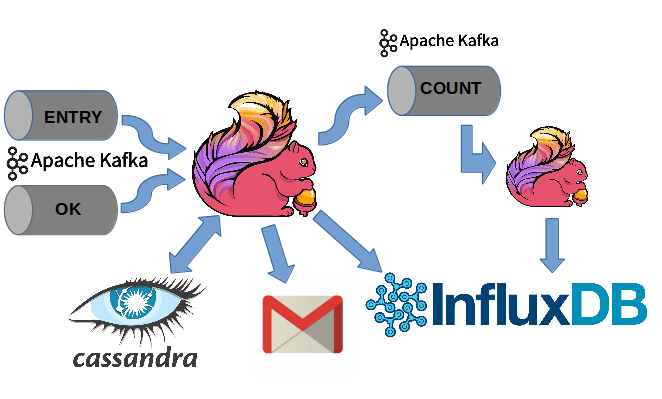 Apache Kafka
COUNT
ENTRY
Apache Kafka
OK
cassandra
InfluxDB